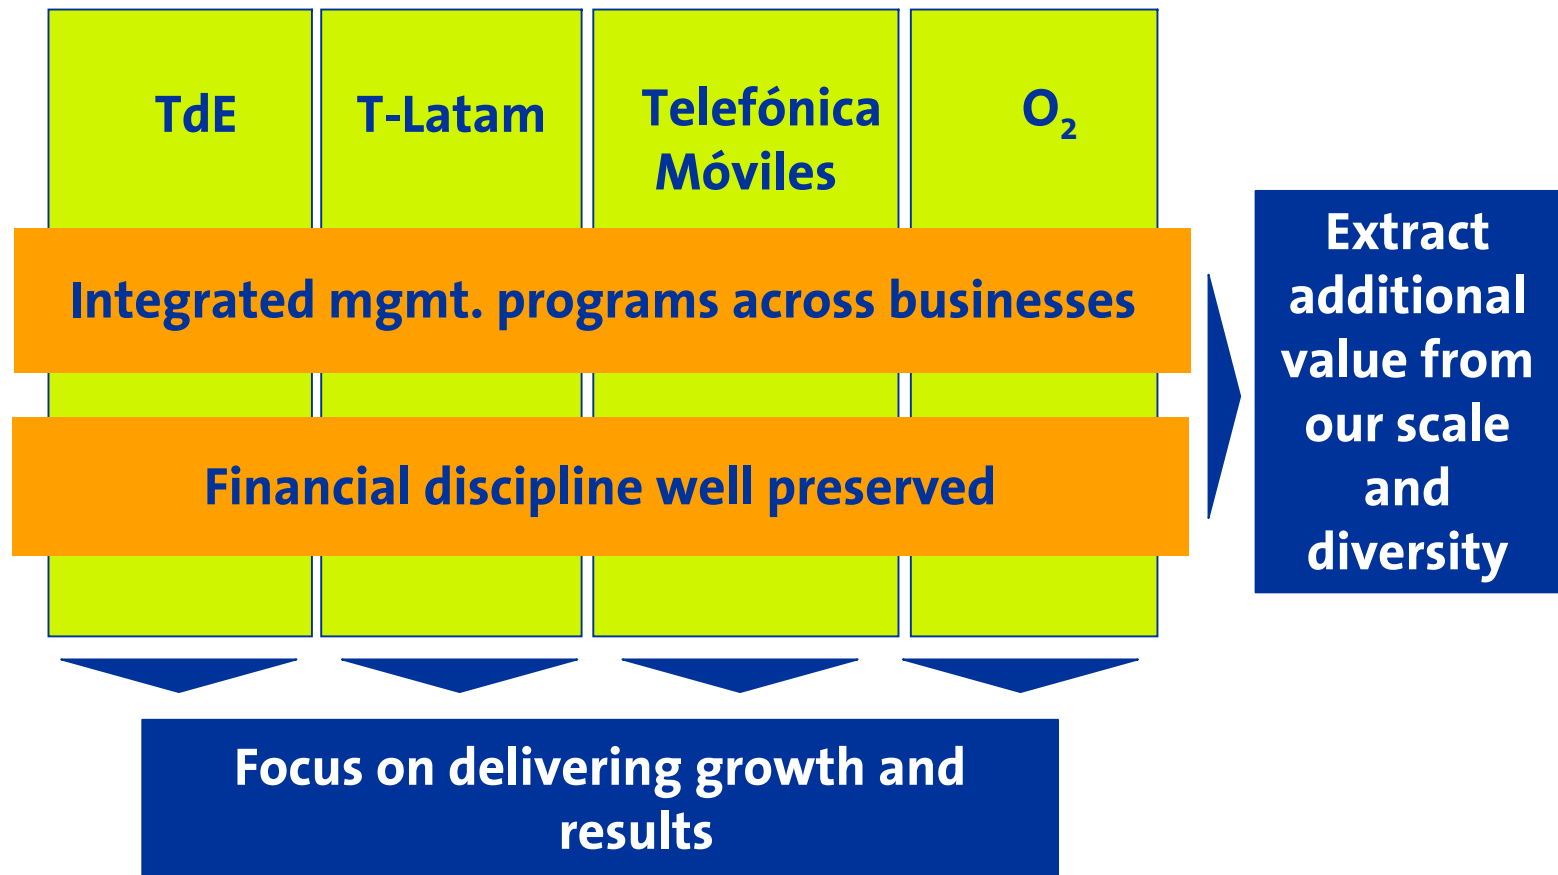 TdE
T-Latam
Telefónica
Móviles
O₂
Integrated mgmt. programs across businesses
Financial discipline well preserved
Extract
additional
value from
our scale
and
diversity
Focus on delivering growth and
results